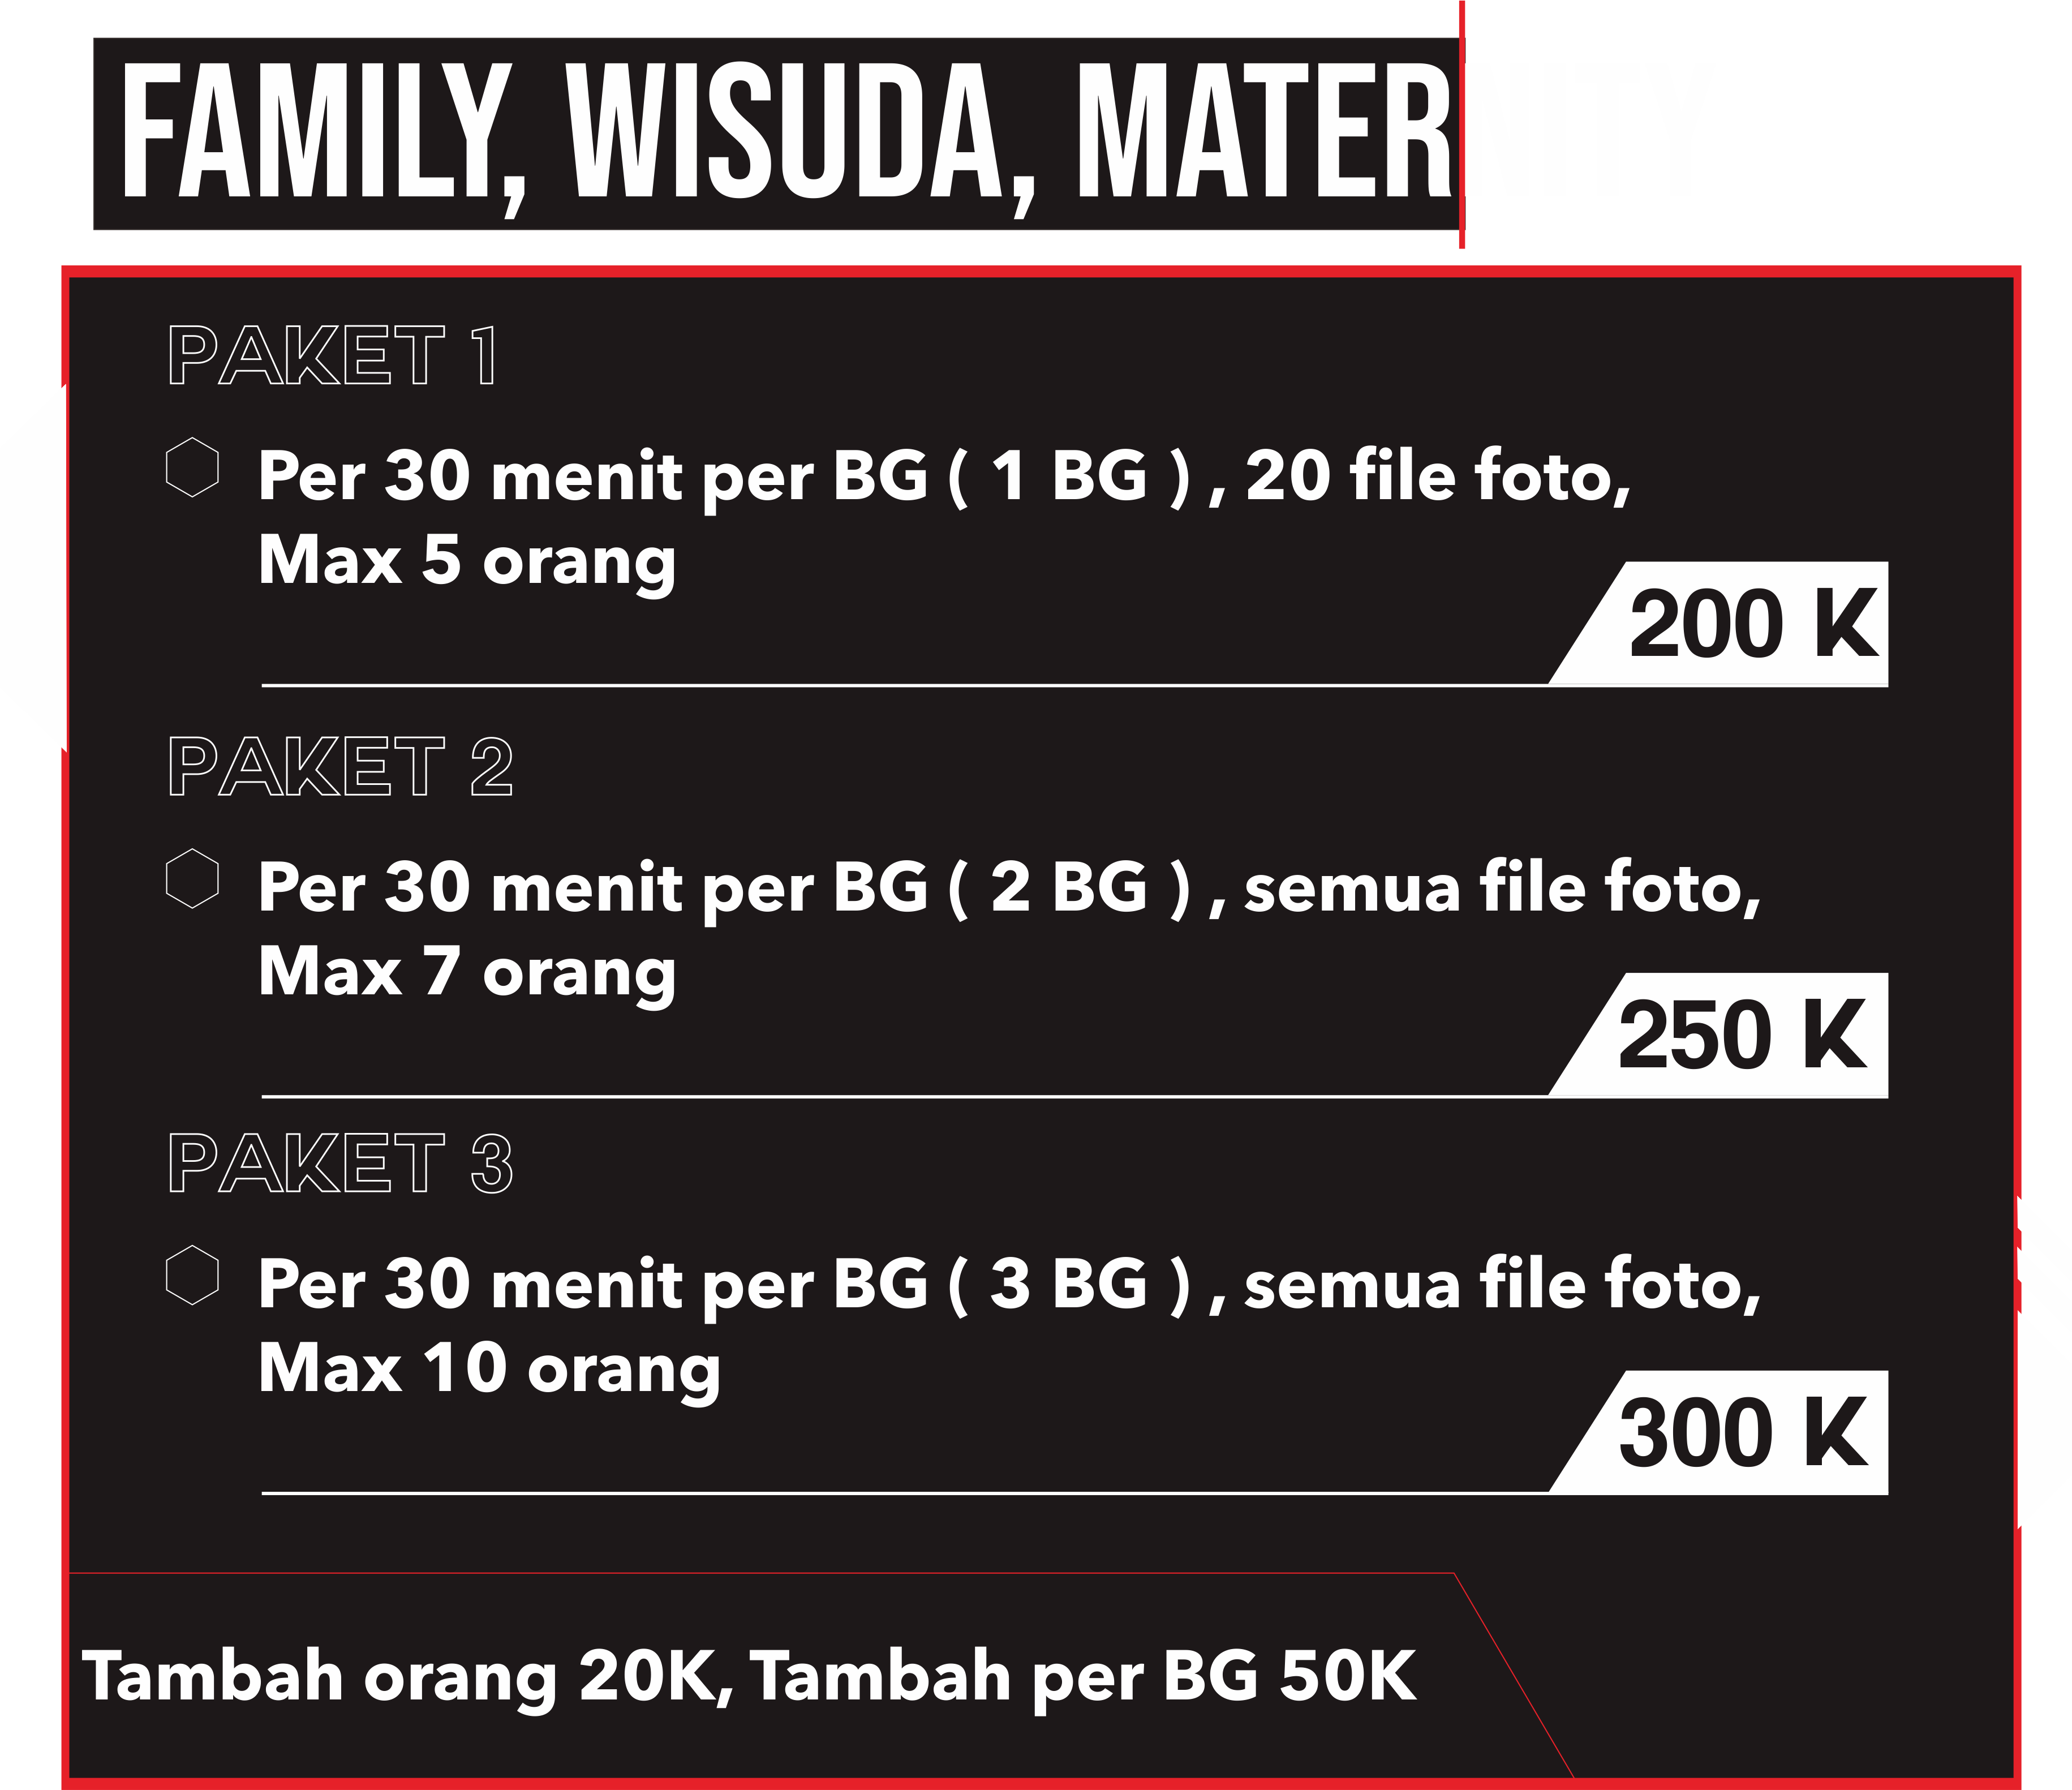 FAMILY, WISUDA, MATER
PAKET 1
Per 30 menit per BG ( 1 BG ) , 20 file foto,
Max 5 orang
200 K
PAKET 2
Per 30 menit per BG ( 2 BG ) , semua file foto,
Max 7 orang
250 K
PAKET 3
Per 30 menit per BG ( 3 BG ) , semua file foto,
Max 10 orang
300 K
Tambah orang 20K, Tambah per BG 50K